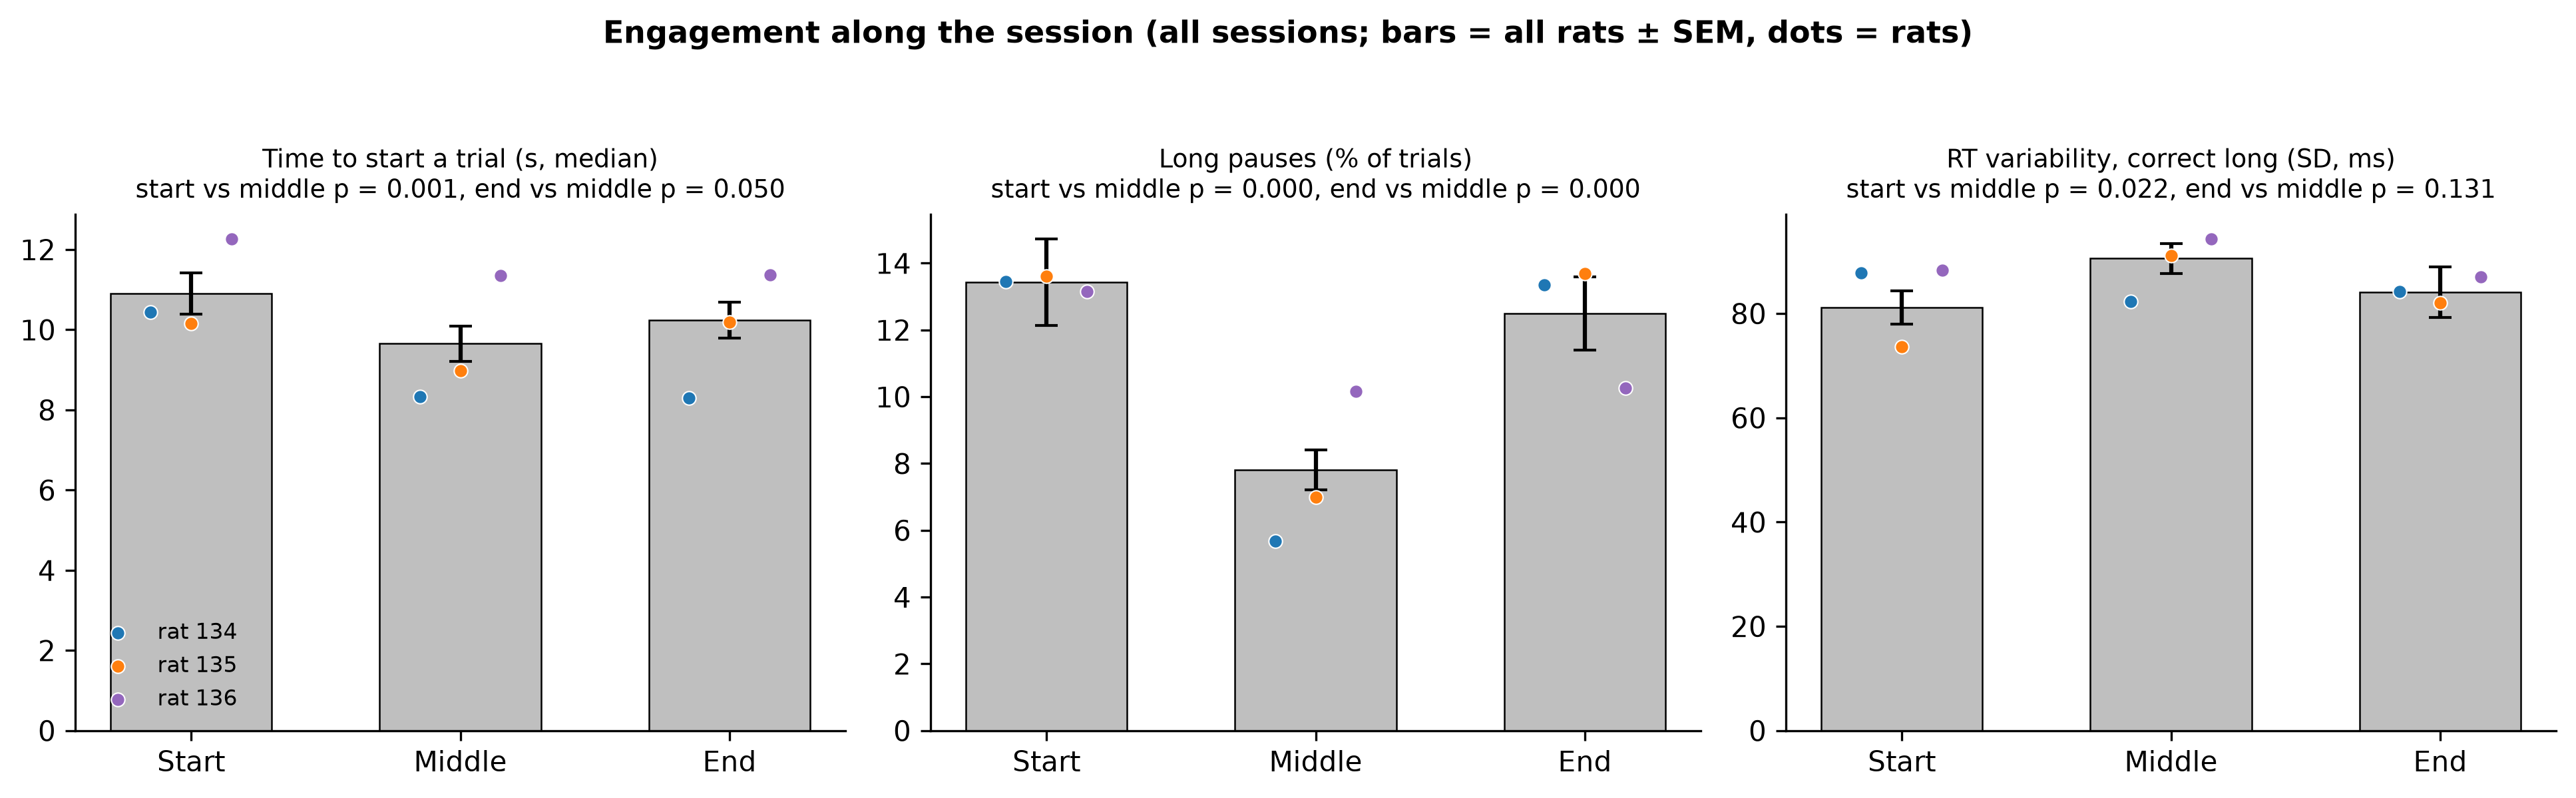 Engagement along the session (all sessions; bars = all rats ± SEM, dots = rats)
Time to start a trial (s, median)
start vs middle p = 0.001, end vs middle p = 0.050
12
10
8
6
4
2
0
rat 134
rat 135
rat 136
Start
Middle
End
Long pauses (% of trials)
start vs middle p = 0.000, end vs middle p = 0.000
14
12
10
8
6
4
2
0
Start
Middle
End
RT variability, correct long (SD, ms)
start vs middle p = 0.022, end vs middle p = 0.131
80
60
40
20
0
Start
Middle
End